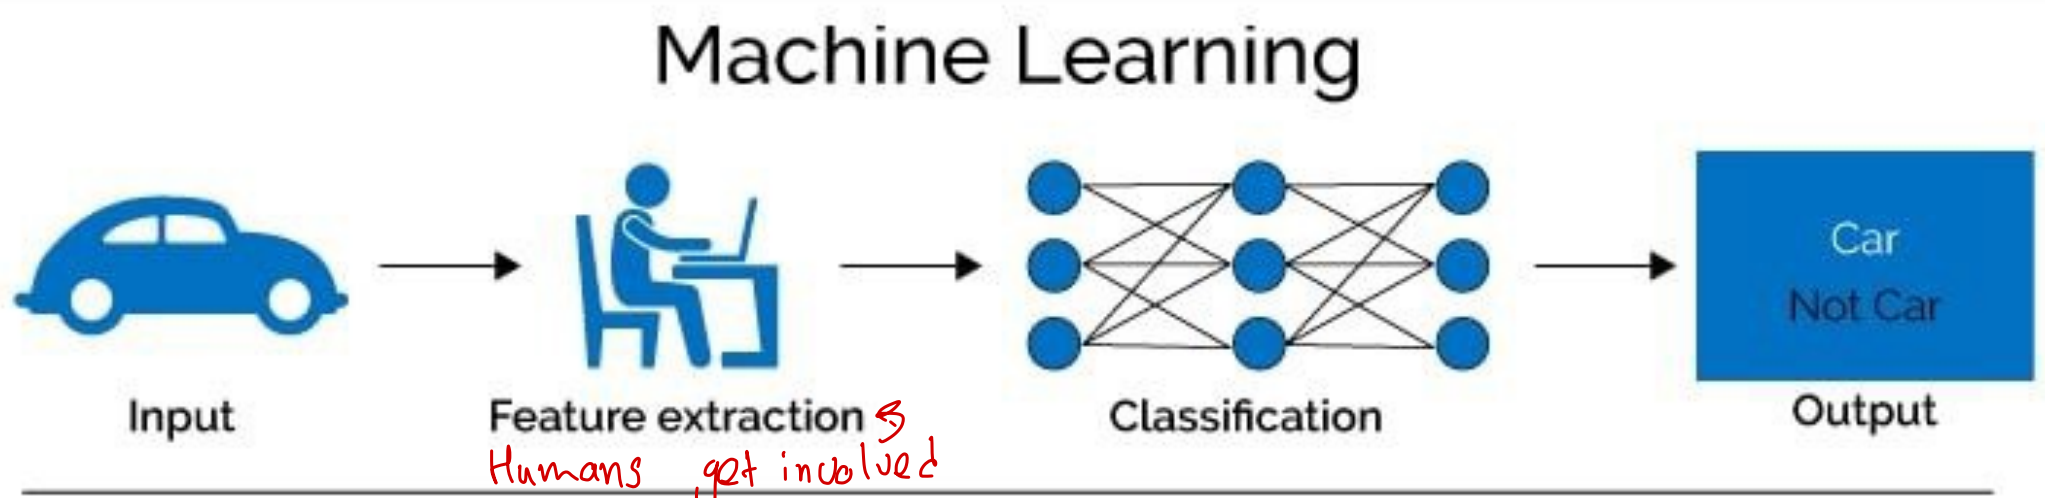 Machine Learning
Car
Not Car
Input
Feature extraction
Classification
Output
Humans get involved